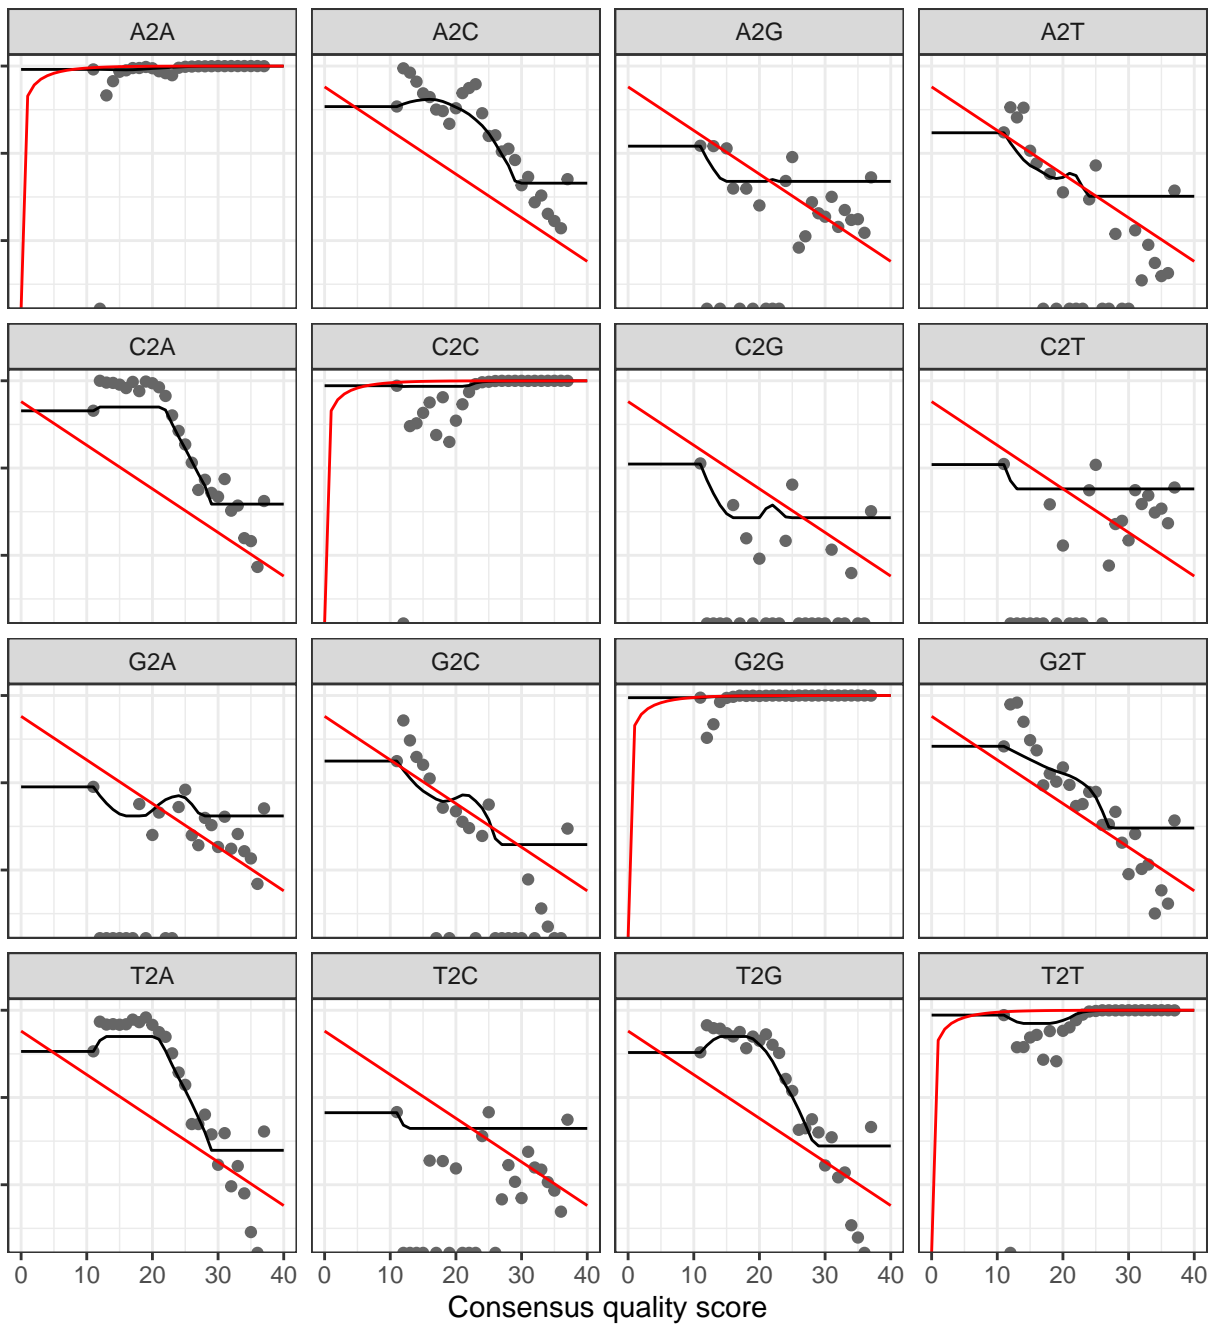 A2A A2C A2G A2T
C2A C2C C2G C2T
G2A G2C G2G G2T
T2A T2C T2G T2T
0 10 20 30 40 0 10 20 30 40 0 10 20 30 40 0 10 20 30 40
Consensus quality score